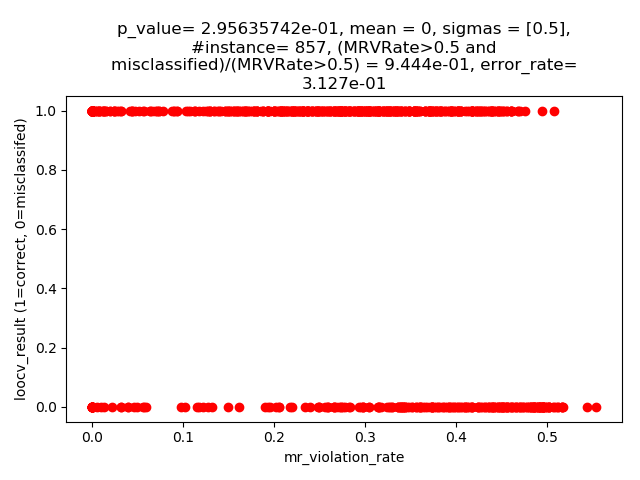 p_value= 2.95635742e-01, mean = 0, sigmas = [0.5],
#instance= 857, (MRVRate>0.5 and
misclassified)/(MRVRate>0.5) = 9.444e-01, error_rate=
3.127e-01
1.0
0.8
0.6
0.4
0.2
0.0
loocv_result (1=correct, 0=misclassifed)
0.0 0.1 0.2 0.3 0.4 0.5
mr_violation_rate